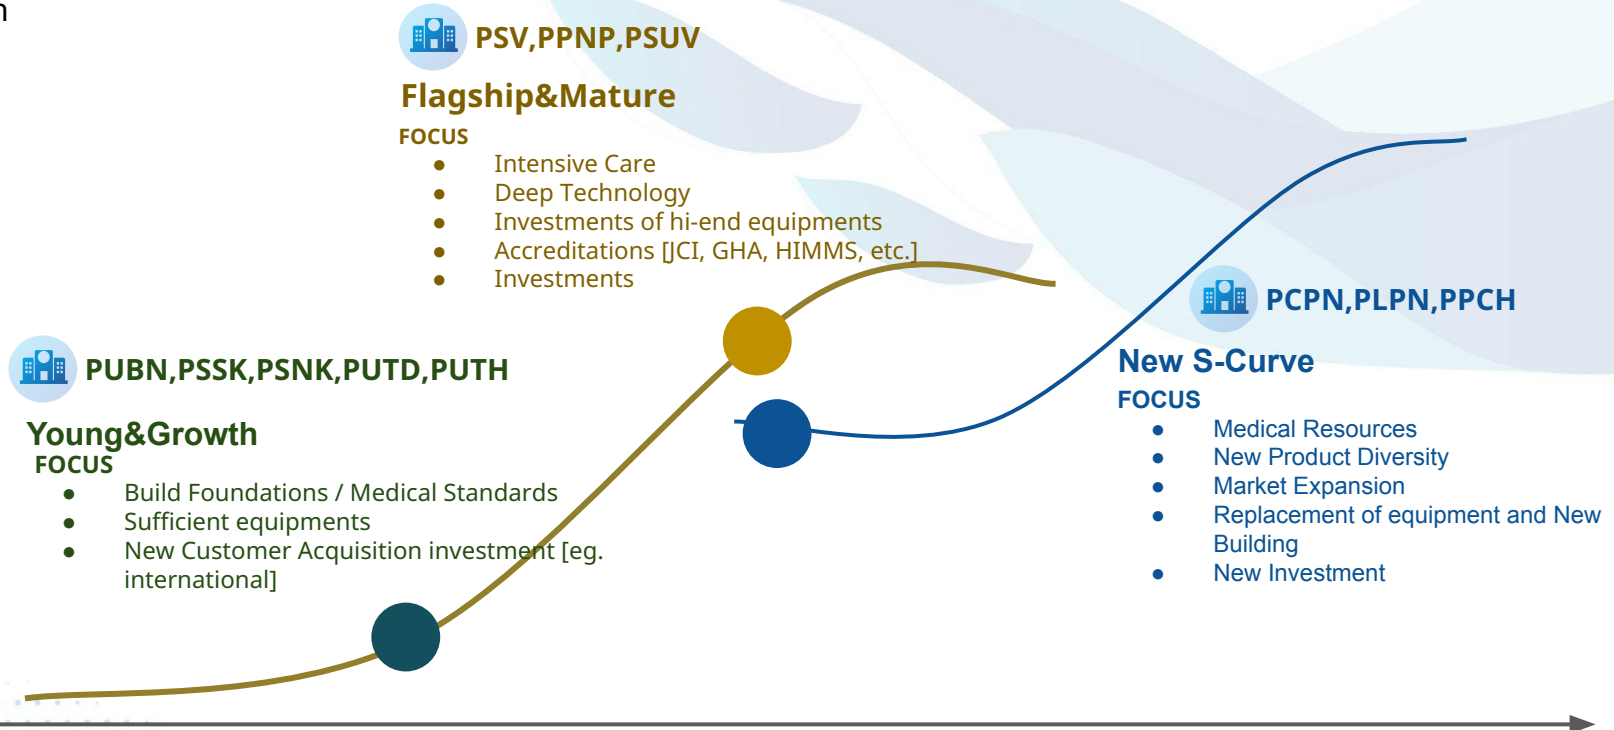 n
PSV,PPNP,PSUV
Flagship&Mature
FOCUS
● Intensive Care
● Deep Technology
● Investments of hi-end equipments
● Accreditations [JCI, GHA, HIMMS, etc.]
● Investments
PUBN,PSSK,PSNK,PUTD,PUTH
Young&Growth
FOCUS
● Build Foundations / Medical Standards
● Sufficient equipments
● New Customer Acquisition investment [eg.
international]
PCPN,PLPN,PPCH
New S-Curve
FOCUS
● Medical Resources
● New Product Diversity
● Market Expansion
● Replacement of equipment and New
Building
● New Investment